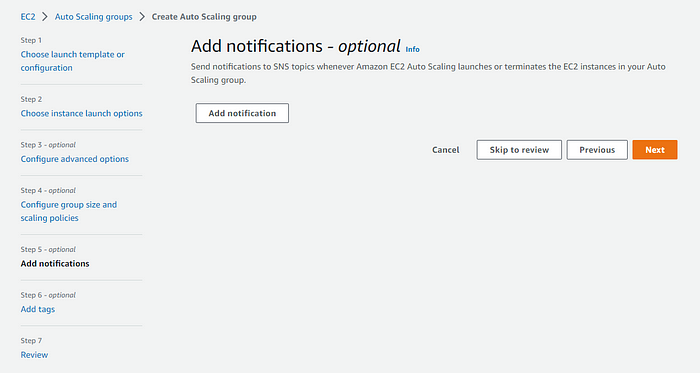 EC2 > Auto Scaling groups > Create Auto Scaling group
Step 1
Choose launch template or
configuration
Step 2
Choose instance launch options
Step 3 - optional
Configure advanced options
Step 4 - optional
Configure group size and
scaling policies
Step 5 - optional
Add notifications
Step 6 - optional
Add tags
Step 7
Review
Add notifications - optional Info
Send notifications to SNS topics whenever Amazon EC2 Auto Scaling launches or terminates the EC2 instances in your Auto
Scaling group.
Add notification
Cancel Skip to review Previous Next